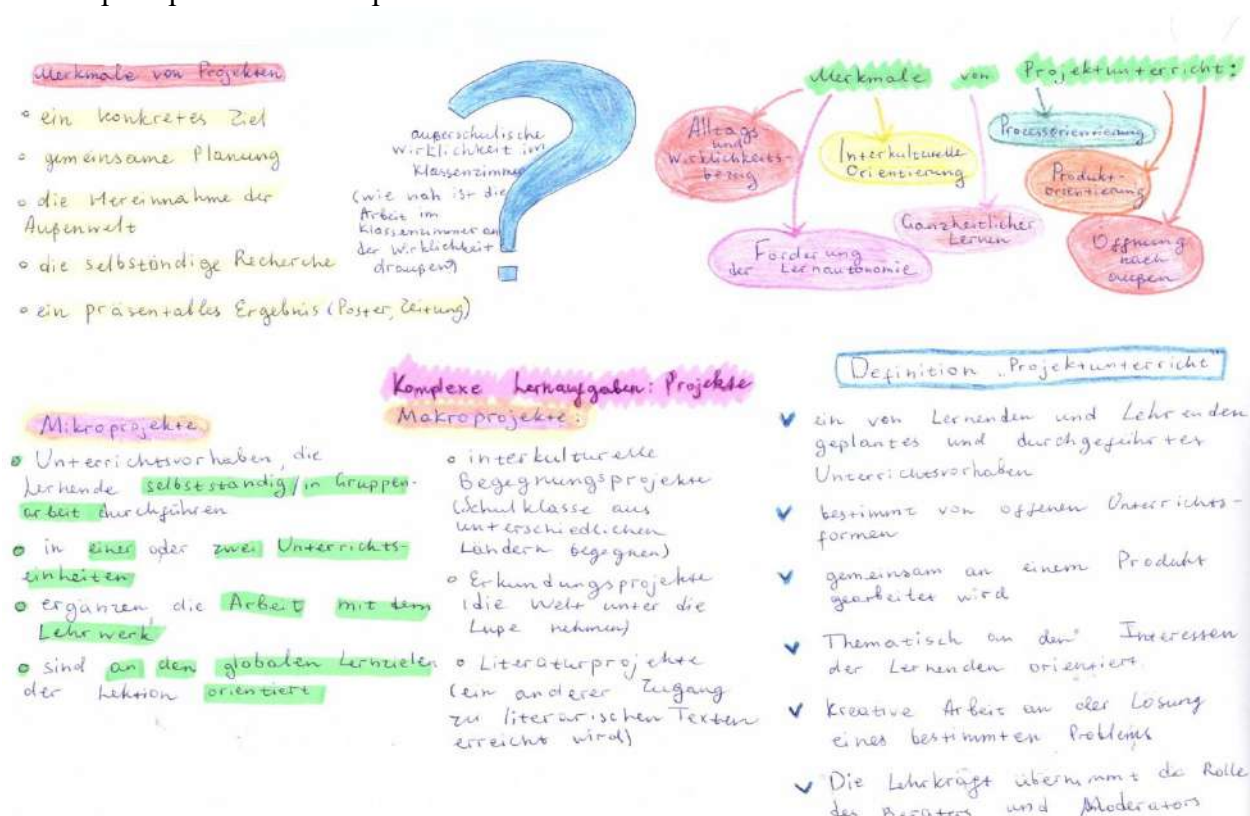 Merkmale von Projekten
ein konkretes Ziel
gemeinsame Planung
die Hereinnahme der
Außenwelt
die selbständige Recherche
ein präsentables Ergebnis (Poster, Zeitung)
außerschulische
Wirklichkeit im
Klassenzimmer
(wie nah ist die
Arbeit im
Klassenzimmer an
der Wirklichkeit
draußen)
?
Merkmale von Projektunterricht:
Alltags
und
Wirklichkeits-
bezug
Förderung
der Lernautonomie
Interkulturelle
Orientierung
Ganzheitlicher
Lernen
Prozessorientierung
Produkt-
orientierung
Öffnung
nach
außen
Komplexe Lernaufgaben: Projekte
Mikroprojekte
Unterrichtsvorhaben, die
Lernende selbstständig/in Gruppen-
arbeit durchführen
in einer oder zwei Unterrichts-
einheiten
ergänzen die Arbeit mit dem
Lehrwerk
sind an den globalen Lernzielen
der Lektion orientiert
Makroprojekte:
interkulturelle
Begegnungsprojekte
(Schulklasse aus
unterschiedlichen
Ländern begegnen)
Erkundungsprojekte
(die Welt unter die
Lupe nehmen)
Literaturprojekte
(ein anderer Zugang
zu literarischen Texten
erreicht wird)
Definition „Projektunterricht"
ein von Lernenden und Lehrenden
geplantes und durchgeführtes
Unterrichtsvorhaben
bestimmt von offenen Unterrichts-
formen
gemeinsam an einem Produkt
gearbeitet wird
Thematisch an den Interessen
der Lernenden orientiert
kreative Arbeit an der Lösung
eines bestimmten Problems
Die Lehrkraft übernimmt de Rolle
des Beraters und Moderators